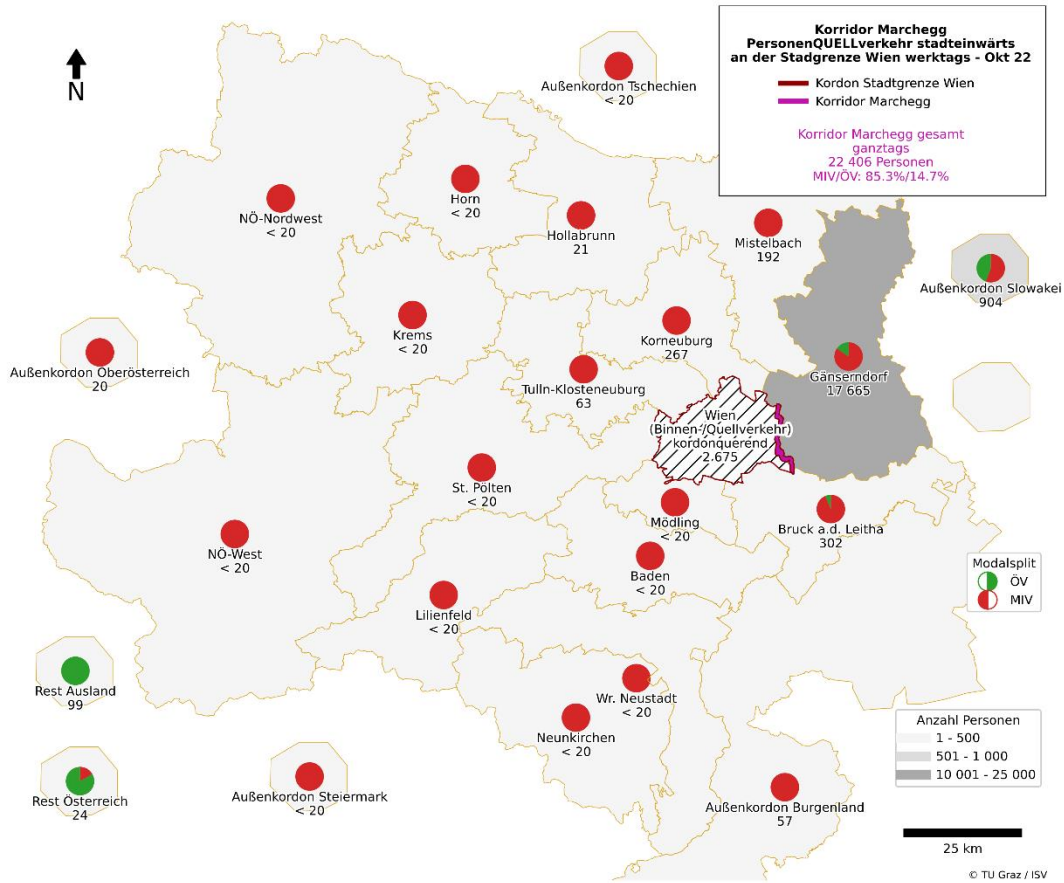 Korridor Marchegg
PersonenQUELLverkehr stadteinwärts
an der Stadgrenze Wien werktags - Okt 22
Kordon Stadtgrenze Wien
Korridor Marchegg
Korridor Marchegg gesamt
ganztags
22 406 Personen
MIV/ÖV: 85.3%/14.7%
N
Außenkordon Tschechien
< 20
NÖ-Nordwest
< 20
Horn
< 20
Hollabrunn
21
Mistelbach
192
Außenkordon Slowakei
904
Krems
< 20
Korneuburg
267
Außenkordon Oberösterreich
20
Tulln-Klosteneuburg
63
Gänserndorf
17 665
Wien
(Binnen-/Quellverkehr)
kordonquerend
2 675
St. Pölten
< 20
Mödling
< 20
Bruck a.d. Leitha
302
NÖ-West
< 20
Baden
< 20
Lilienfeld
< 20
Modalsplit
ÖV
MIV
Rest Ausland
99
Wr. Neustadt
< 20
Neunkirchen
< 20
Anzahl Personen
1 - 500
501 - 1 000
10 001 - 25 000
Rest Österreich
24
Außenkordon Steiermark
< 20
Außenkordon Burgenland
57
25 km
© TU Graz / ISV